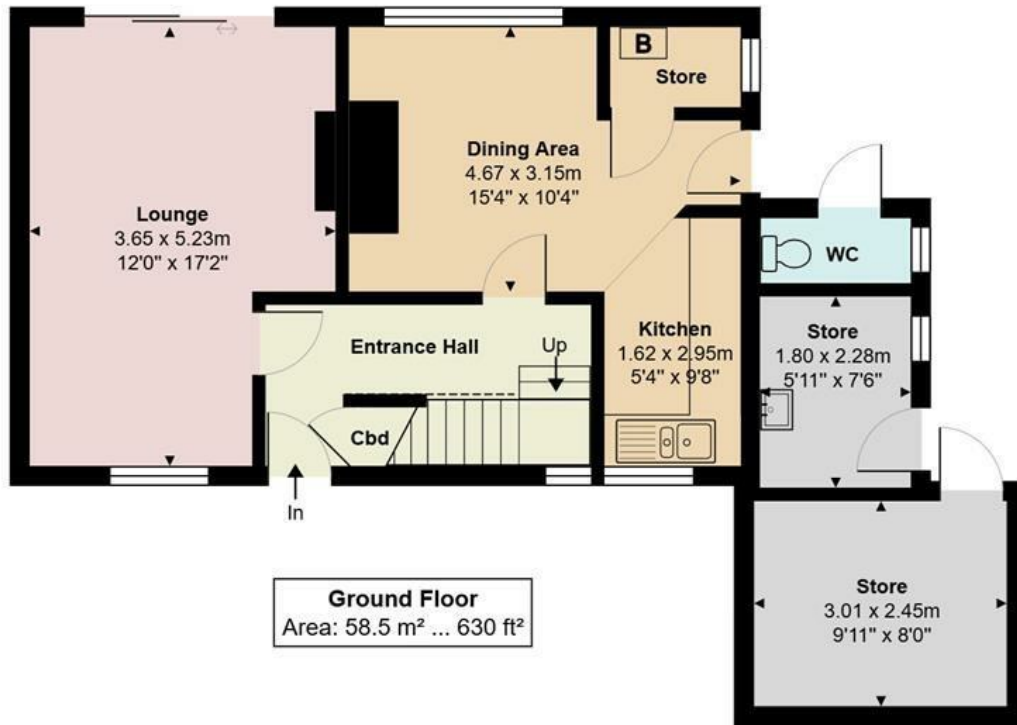 B
Store
Dining Area
4.67 x 3.15m
15'4" x 10'4"
Lounge
3.65 x 5.23m
12'0" x 17'2"
WC
Entrance Hall
Up
Kitchen
1.62 x 2.95m
5'4" x 9'8"
Store
1.80 x 2.28m
5'11" x 7'6"
Cbd
In
Store
3.01 x 2.45m
9'11" x 8'0"
Ground Floor
Area: 58.5 m² ... 630 ft²